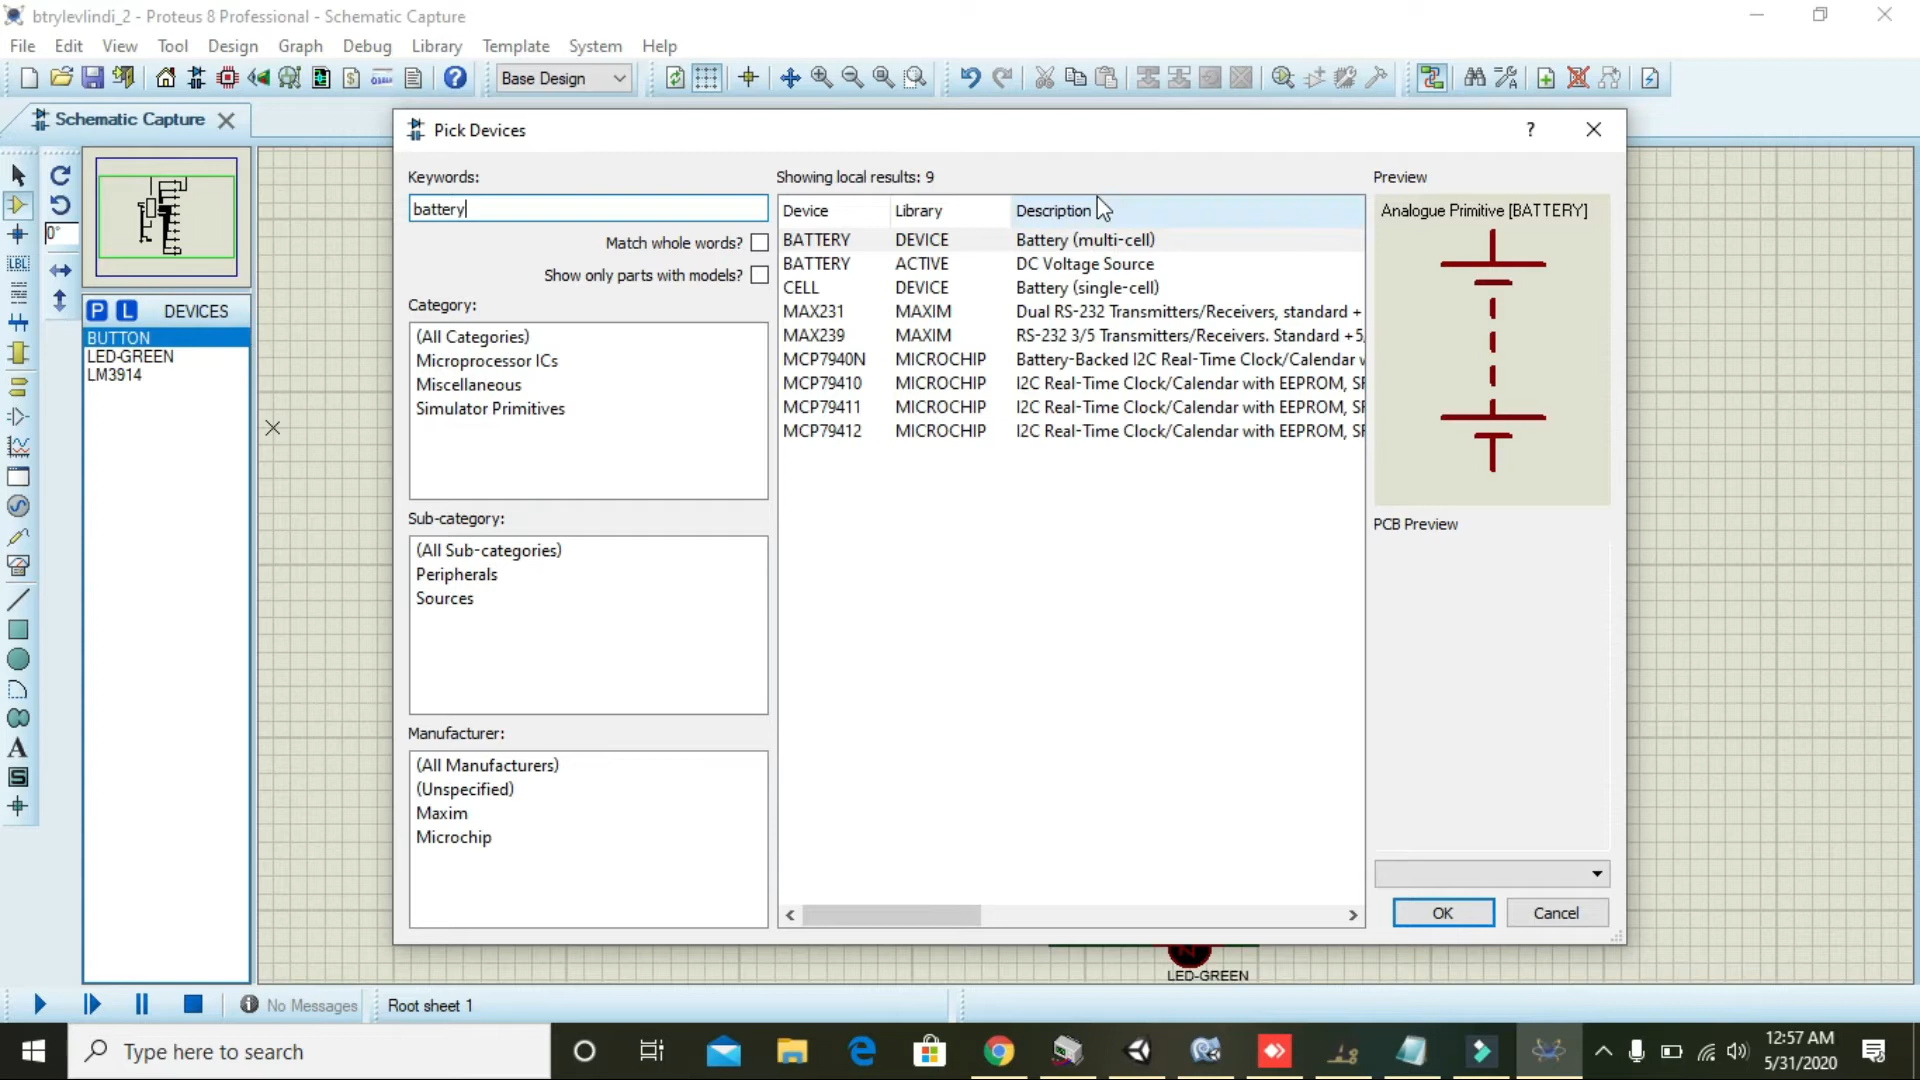 btrylevlindi_2 - Proteus 8 Professional - Schematic Capture
File Edit View Tool Design Graph Debug Library Template System Help
Base Design
Schematic Capture
Pick Devices
Keywords:
battery
Match whole words?
Show only parts with models?
Category:
(All Categories)
Microprocessor ICs
Miscellaneous
Simulator Primitives
Sub-category:
(All Sub-categories)
Peripherals
Sources
Manufacturer:
(All Manufacturers)
(Unspecified)
Maxim
Microchip
Showing local results: 9
Device Library Description
BATTERY DEVICE Battery (multi-cell)
BATTERY ACTIVE DC Voltage Source
CELL DEVICE Battery (single-cell)
MAX231 MAXIM Dual RS-232 Transmitters/Receivers, standard +
MAX239 MAXIM RS-232 3/5 Transmitters/Receivers. Standard +5,
MCP7940N MICROCHIP Battery-Backed I2C Real-Time Clock/Calendar w
MCP79410 MICROCHIP I2C Real-Time Clock/Calendar with EEPROM, SF
MCP79411 MICROCHIP I2C Real-Time Clock/Calendar with EEPROM, SF
MCP79412 MICROCHIP I2C Real-Time Clock/Calendar with EEPROM, SF
Preview
Analogue Primitive [BATTERY]
PCB Preview
OK Cancel
0°
LBL
P L DEVICES
BUTTON
LED-GREEN
LM3914
A
S
LED-GREEN
No Messages Root sheet 1
Type here to search
12:57 AM
5/31/2020